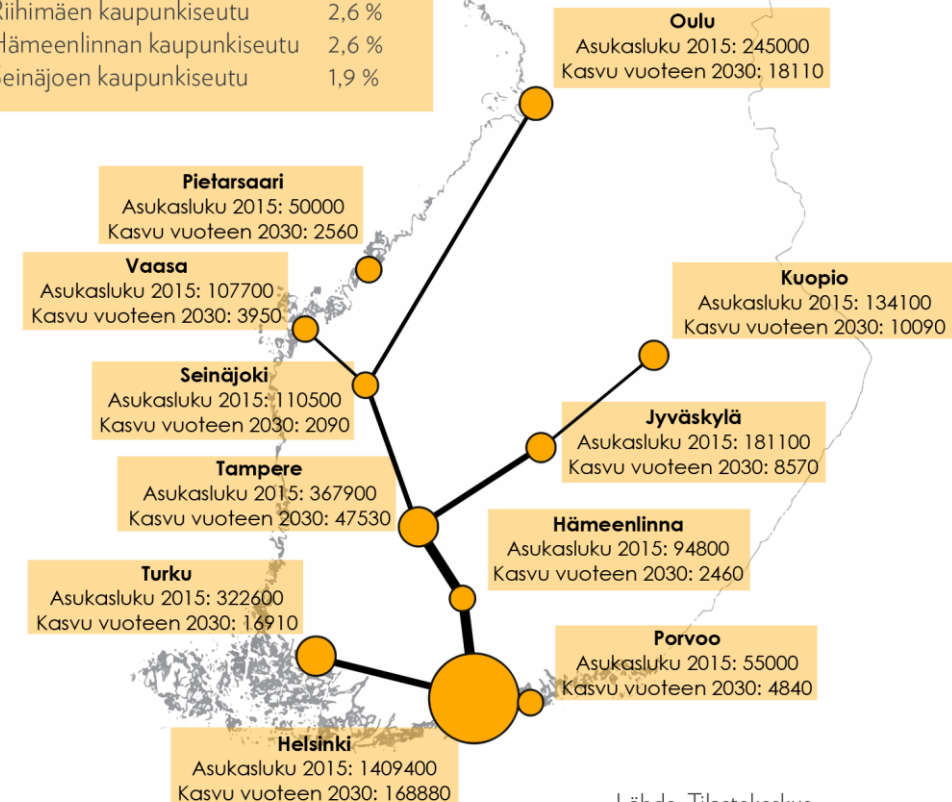 Riihimäen kaupunkiseutu 2,6 %
Hämeenlinnan kaupunkiseutu 2,6 %
Seinäjoen kaupunkiseutu 1,9 %
Oulu
Asukasluku 2015: 245000
Kasvu vuoteen 2030: 18110
Pietarsaari
Asukasluku 2015: 50000
Kasvu vuoteen 2030: 2560
Vaasa
Asukasluku 2015: 107700
Kasvu vuoteen 2030: 3950
Kuopio
Asukasluku 2015: 134100
Kasvu vuoteen 2030: 10090
Seinäjoki
Asukasluku 2015: 110500
Kasvu vuoteen 2030: 2090
Jyväskylä
Asukasluku 2015: 181100
Kasvu vuoteen 2030: 8570
Tampere
Asukasluku 2015: 367900
Kasvu vuoteen 2030: 47530
Hämeenlinna
Asukasluku 2015: 94800
Kasvu vuoteen 2030: 2460
Turku
Asukasluku 2015: 322600
Kasvu vuoteen 2030: 16910
Porvoo
Asukasluku 2015: 55000
Kasvu vuoteen 2030: 4840
Helsinki
Asukasluku 2015: 1409400
Kasvu vuoteen 2030: 168880